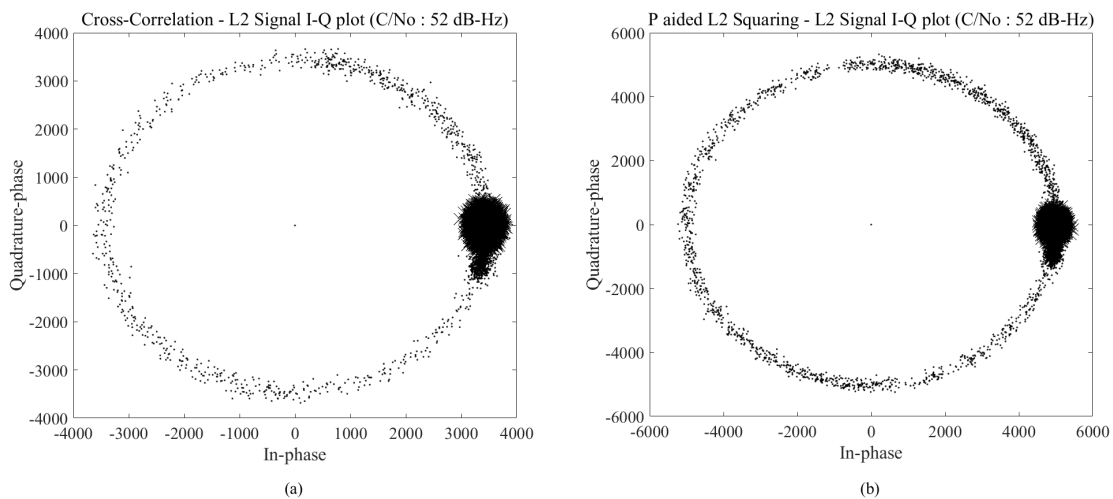 Cross-Correlation - L2 Signal I-Q plot (C/No : 52 dB-Hz)
4000
3000
2000
1000
0
-1000
-2000
-3000
-4000
Quadrature-phase
-4000 -3000 -2000 -1000 0 1000 2000 3000 4000
In-phase
(a)
P aided L2 Squaring - L2 Signal I-Q plot (C/No : 52 dB-Hz)
6000
4000
2000
0
-2000
-4000
-6000
Quadrature-phase
-6000 -4000 -2000 0 2000 4000 6000
In-phase
(b)